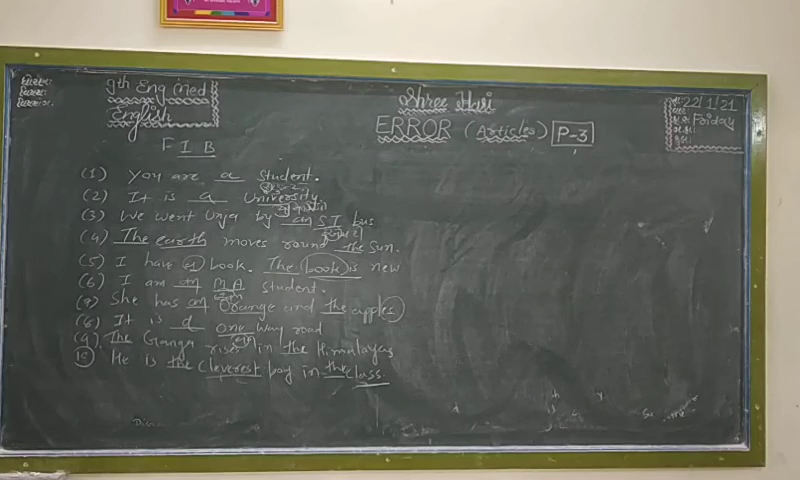 9th Eng Med
English
Shree Hari
ERROR (Articles) P-3
22/1/21
Friday
F I B
(1) You are a student.
(2) It is a University
(3) We went Unja by an S.T. bus
(4) The earth moves round the sun.
(5) I have a book. The book is new
(6) I am an M.A student.
(7) She has an Orange and the apples
(8) It is a one way road
(9) The Ganga rises in the Himalayas
10 He is the cleverest boy in the class.